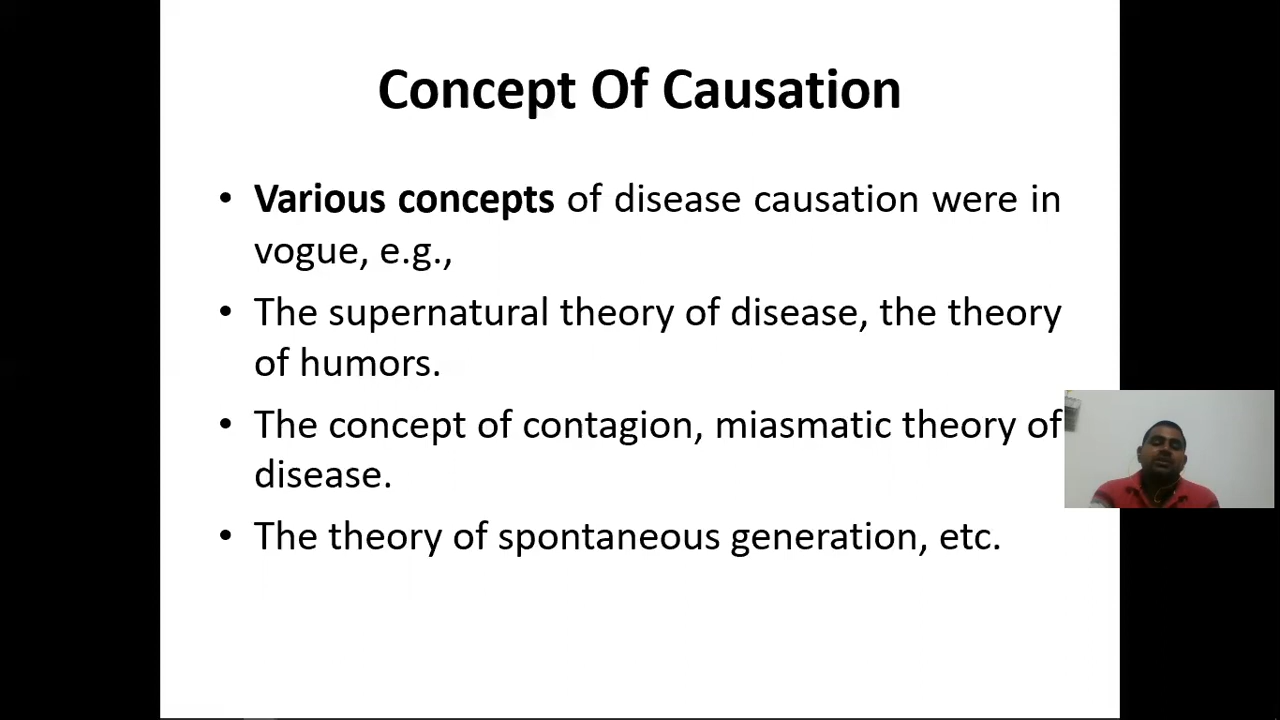 Concept Of Causation
• Various concepts of disease causation were in
vogue, e.g.,
• The supernatural theory of disease, the theory
of humors.
• The concept of contagion, miasmatic theory of
disease.
• The theory of spontaneous generation, etc.